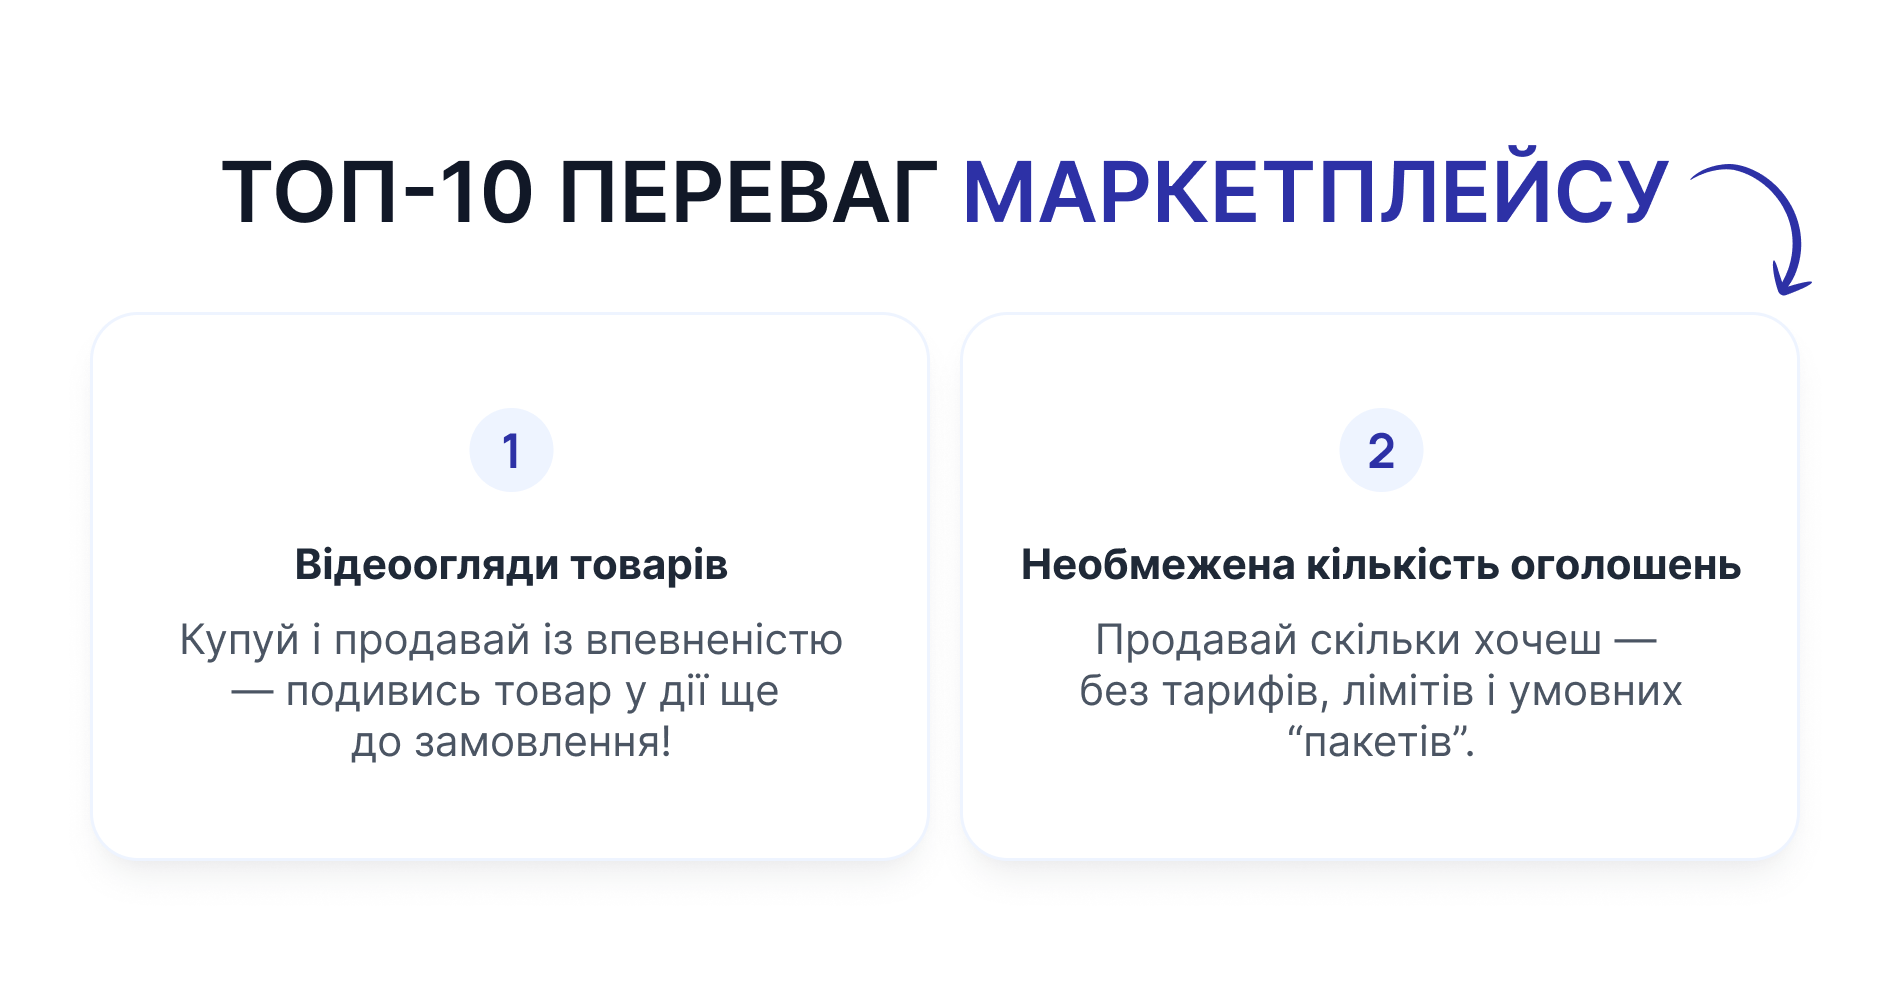 ТОП-10 ПЕРЕВАГ МАРКЕТПЛЕЙСУ
1
Відеоогляди товарів
Купуй і продавай із впевненістю
— подивись товар у дії ще
до замовлення!
2
Необмежена кількість оголошень
Продавай скільки хочеш —
без тарифів, лімітів і умовних
“пакетів”.